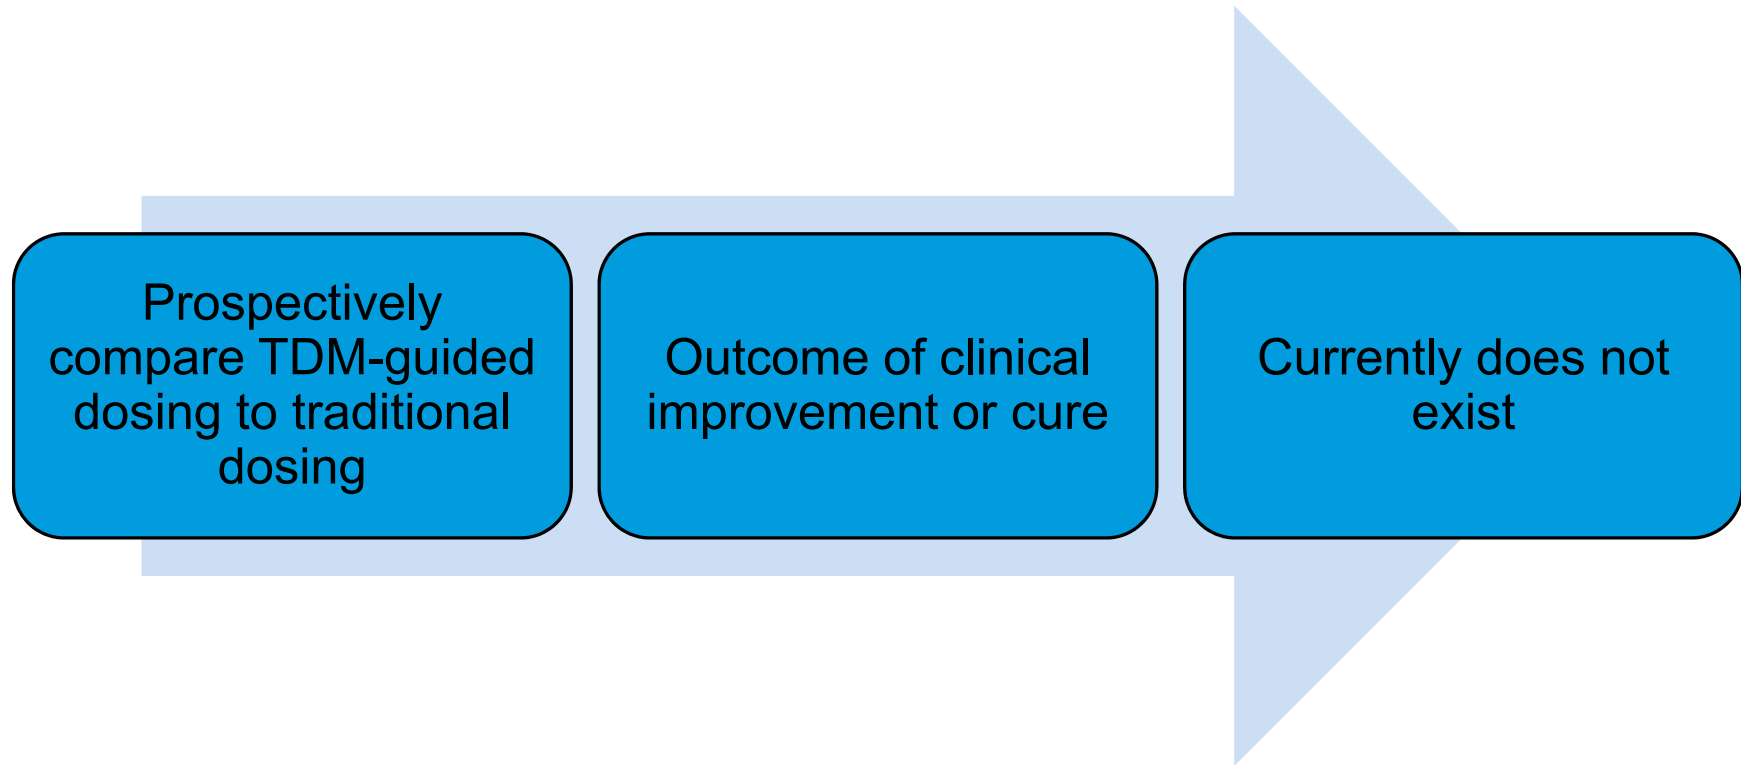 Prospectively
compare TDM-guided
dosing to traditional
dosing
Outcome of clinical
improvement or cure
Currently does not
exist